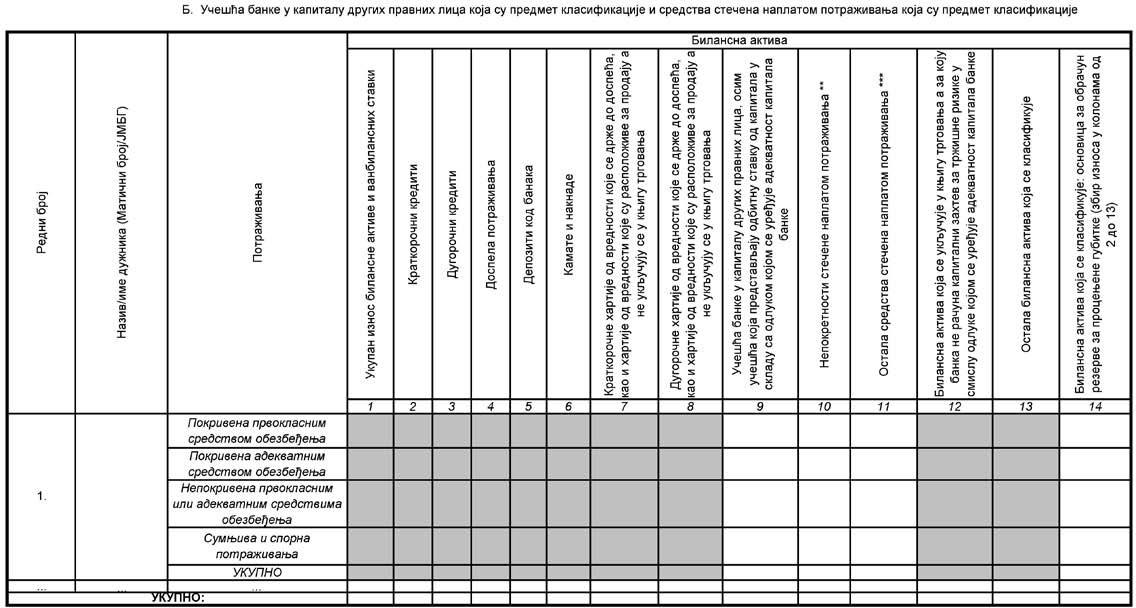 Б. Учешћа банке у капиталу других правних лица која су предмет класификације и средства стечена наплатом потраживања која су предмет класификације
Билансна актива
Редни број
Назив/име дужника (Матични број/ЈМБГ)
Потраживања
Укупан износ билансне активе и ванбилансних ставки
Краткорочни кредити
Дугорочни кредити
Доспела потраживања
Депозити код банака
Камате и накнаде
Краткорочне хартије од вредности које се држе до доспећа,
као и хартије од вредности које су расположиве за продају а
не укључују се у књигу трговања
Дугорочне хартије од вредности које се држе до доспећа,
као и хартије од вредности које су расположиве за продају а
не укључују се у књигу трговања
Учешћа банке у капиталу других правних лица, осим
учешћа која представљају одбитну ставку од капитала у
складу са одлуком којом се уређује адекватност капитала
банке
Непокретности стечене наплатом потраживања **
Остала средства стечена наплатом потраживања ***
Билансна актива која се укључује у књигу трговања а за коју
банка не рачуна капитални захтев за тржишне ризике у
смислу одлуке којом се уређује адекватност капитала банке
Остала билансна актива која се класификује
Билансна актива која се класификује: основица за обрачун
резерве за процењене губитке (збир износа у колонама од
2 до 13)
1 2 3 4 5 6 7 8 9 10 11 12 13 14
1.
Покривена првокласним
средством обезбеђења
Покривена адекватним
средством обезбеђења
Непокривена првокласним
или адекватним средствима
обезбеђења
Сумњива и спорна
потраживања
УКУПНО
... ... ...
УКУПНО: